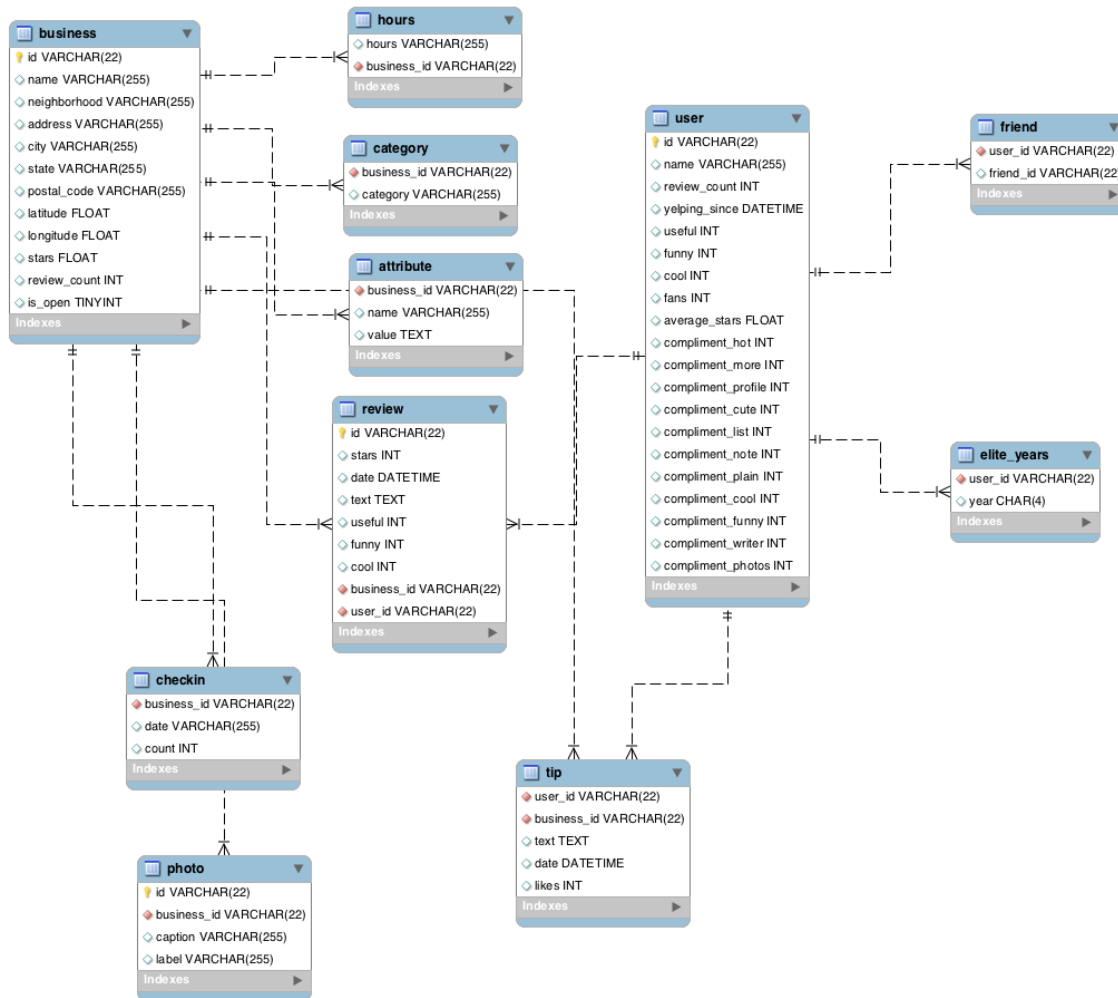 business
id VARCHAR(22)
name VARCHAR(255)
neighborhood VARCHAR(255)
address VARCHAR(255)
city VARCHAR(255)
state VARCHAR(255)
postal_code VARCHAR(255)
latitude FLOAT
longitude FLOAT
stars FLOAT
review_count INT
is_open TINYINT
Indexes
hours
hours VARCHAR(255)
business_id VARCHAR(22)
Indexes
category
business_id VARCHAR(22)
category VARCHAR(255)
Indexes
attribute
business_id VARCHAR(22)
name VARCHAR(255)
value TEXT
Indexes
review
id VARCHAR(22)
stars INT
date DATETIME
text TEXT
useful INT
funny INT
cool INT
business_id VARCHAR(22)
user_id VARCHAR(22)
Indexes
user
id VARCHAR(22)
name VARCHAR(255)
review_count INT
yelping_since DATETIME
useful INT
funny INT
cool INT
fans INT
average_stars FLOAT
compliment_hot INT
compliment_more INT
compliment_profile INT
compliment_cute INT
compliment_list INT
compliment_note INT
compliment_plain INT
compliment_cool INT
compliment_funny INT
compliment_writer INT
compliment_photos INT
Indexes
friend
user_id VARCHAR(22)
friend_id VARCHAR(22)
Indexes
elite_years
user_id VARCHAR(22)
year CHAR(4)
Indexes
checkin
business_id VARCHAR(22)
date VARCHAR(255)
count INT
Indexes
tip
user_id VARCHAR(22)
business_id VARCHAR(22)
text TEXT
date DATETIME
likes INT
Indexes
photo
id VARCHAR(22)
business_id VARCHAR(22)
caption VARCHAR(255)
label VARCHAR(255)
Indexes